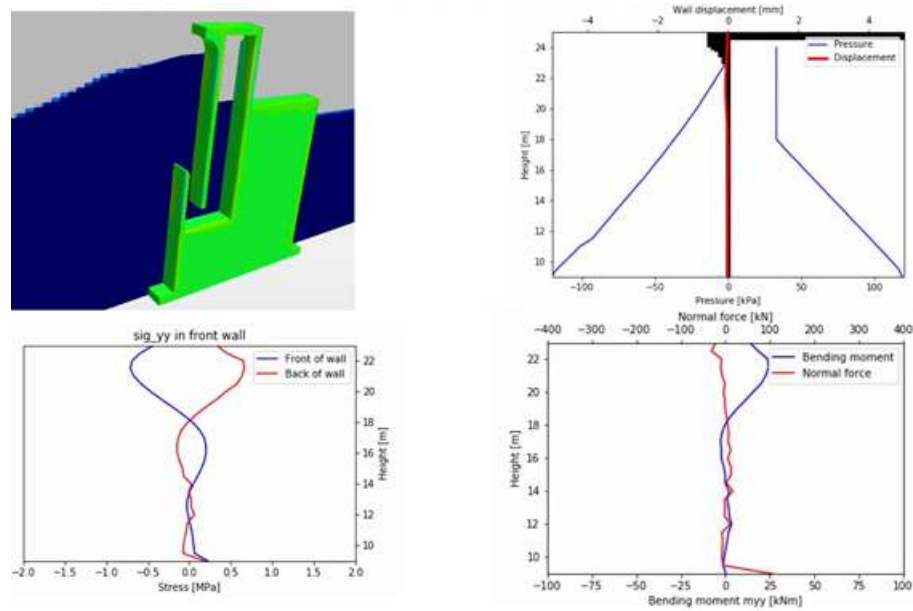 Wall displacement [mm]
-4 -2 0 2 4
Pressure
Displacement
24
22
20
18
16
14
12
10
Height [m]
-100 -50 0 50 100
Pressure [kPa]
sig_yy in front wall
Front of wall
Back of wall
22
20
18
16
14
12
10
Height [m]
-2.0 -1.5 -1.0 -0.5 0.0 0.5 1.0 1.5 2.0
Stress [MPa]
Normal force [kN]
-400 -300 -200 -100 0 100 200 300 400
Bending moment
Normal force
22
20
18
16
14
12
10
Height [m]
-100 -75 -50 -25 0 25 50 75 100
Bending moment myy [kNm]